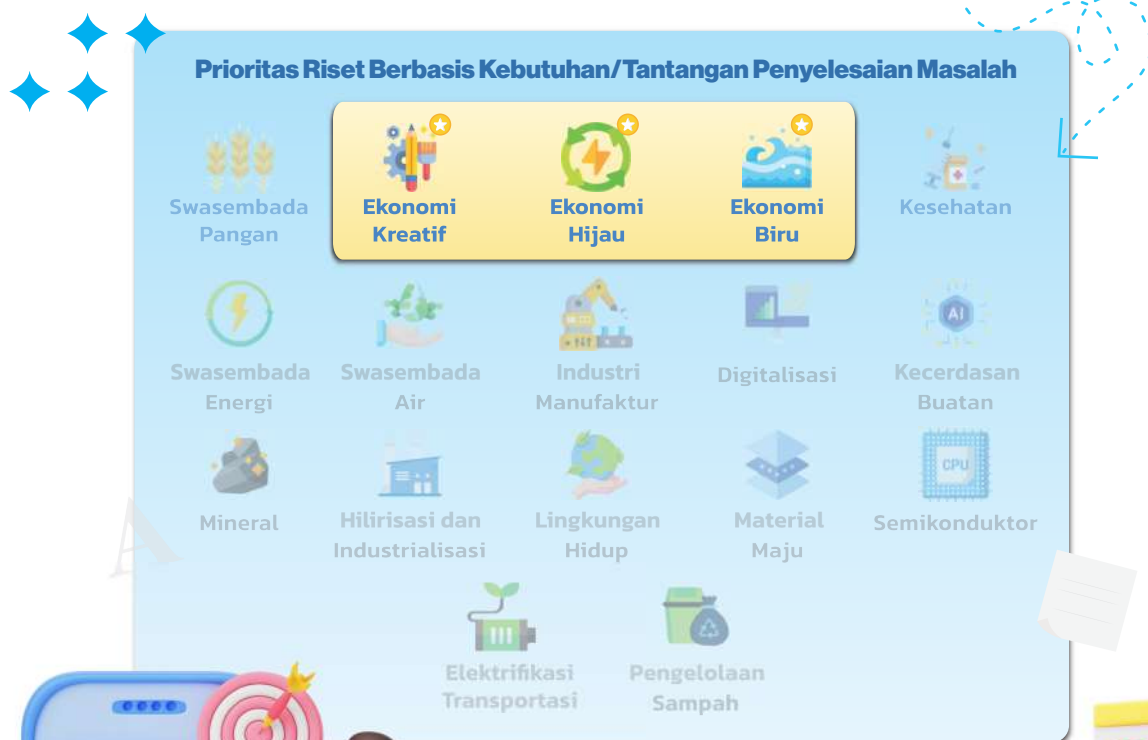 Prioritas Riset Berbasis Kebutuhan/Tantangan Penyelesaian Masalah
Swasembada
Pangan
Ekonomi
Kreatif
Ekonomi
Hijau
Ekonomi
Biru
Kesehatan
Swasembada
Energi
Swasembada
Air
Industri
Manufaktur
Digitalisasi
AI
Kecerdasan
Buatan
Mineral
Hilirisasi dan
Industrialisasi
Lingkungan
Hidup
Material
Maju
CPU
Semikonduktor
A
Elektrifikasi
Transportasi
Pengelolaan
Sampah